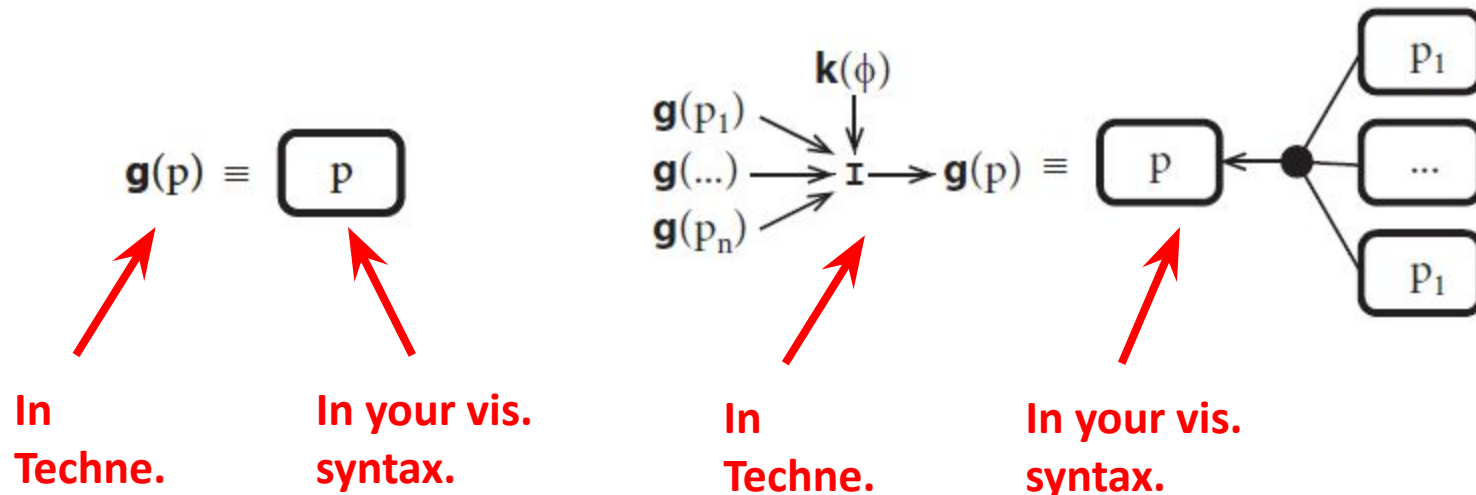 g(p) ≡ p
k(ϕ)
g(p₁)
g(...) I g(p) ≡ p
g(pₙ)
p₁
...
p₁
In
Techne.
In your vis.
syntax.
In
Techne.
In your vis.
syntax.